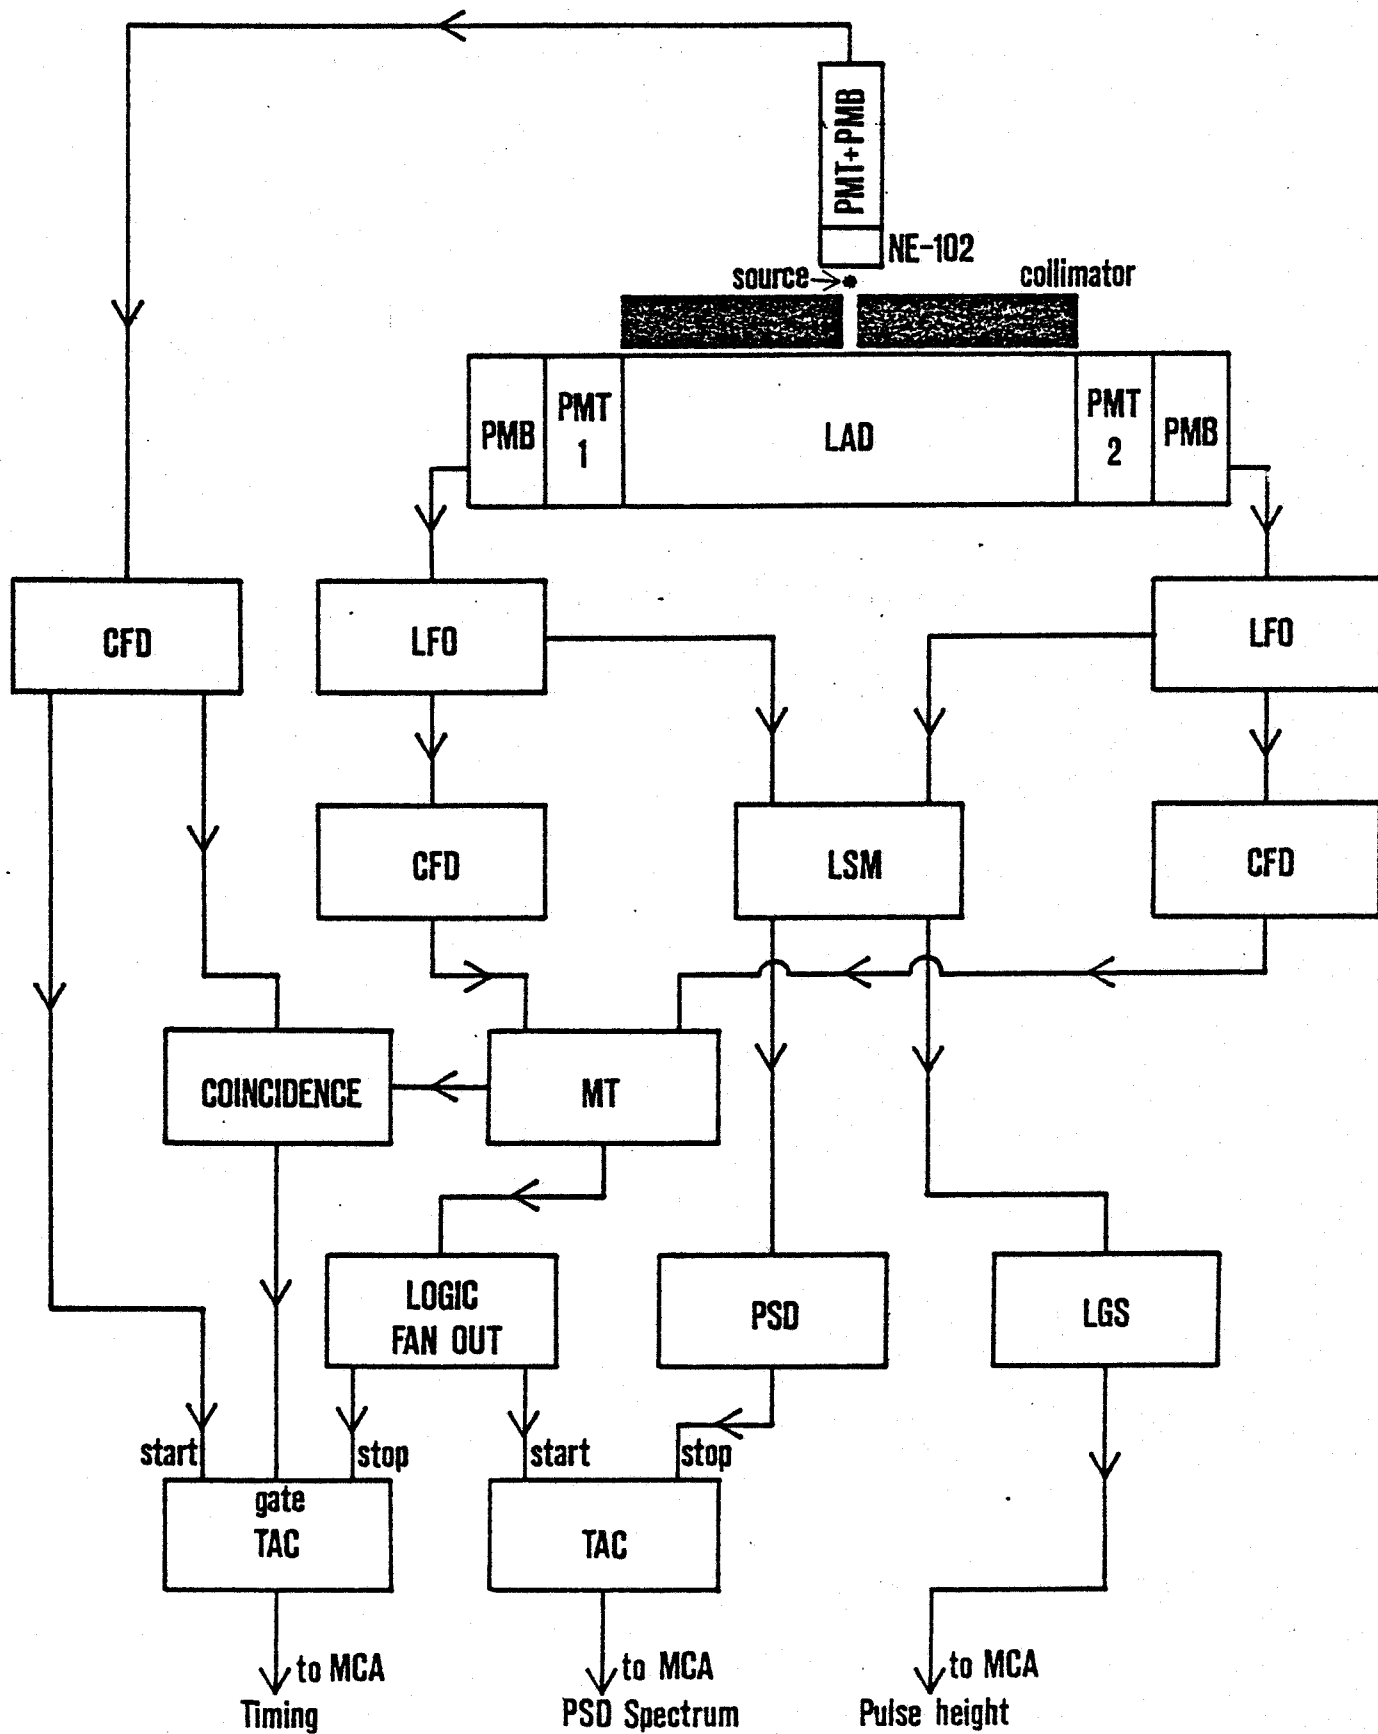 PMT+PMB
NE-102
source
collimator
PMB
PMT
1
LAD
PMT
2
PMB
CFD
LFO
LFO
CFD
LSM
CFD
COINCIDENCE
MT
LOGIC
FAN OUT
PSD
LGS
start
stop
start
stop
gate
TAC
TAC
to MCA
to MCA
to MCA
Timing
PSD Spectrum
Pulse height